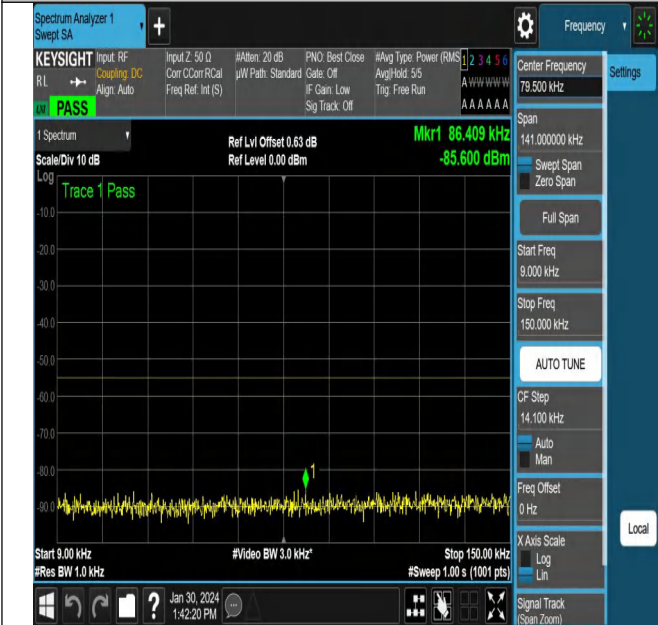 Spectrum Analyzer 1
Swept SA
+
Frequency
KEYSIGHT
RL
PASS
Input: RF
Coupling: DC
Align: Auto
Input Z: 50 Ω
Corr CCorr RCal
Freq Ref: Int (S)
#Atten: 20 dB
µW Path: Standard
PNO: Best Close
Gate: Off
IF Gain: Low
Sig Track: Off
#Avg Type: Power (RMS
Avg|Hold: 5/5
Trig: Free Run
1 2 3 4 5 6
A W W W W W
A A A A A A
1 Spectrum
Scale/Div 10 dB
Ref Lvl Offset 0.63 dB
Ref Level 0.00 dBm
Mkr1 86.409 kHz
-85.600 dBm
Log
Trace 1 Pass
-10.0
-20.0
-30.0
-40.0
-50.0
-60.0
-70.0
-80.0
-90.0
1
Start 9.00 kHz
#Res BW 1.0 kHz
#Video BW 3.0 kHz*
Stop 150.00 kHz
#Sweep 1.00 s (1001 pts)
?
Jan 30, 2024
1:42:20 PM
Center Frequency
79.500 kHz
Span
141.000000 kHz
Swept Span
Zero Span
Full Span
Start Freq
9.000 kHz
Stop Freq
150.000 kHz
AUTO TUNE
CF Step
14.100 kHz
Auto
Man
Freq Offset
0 Hz
X Axis Scale
Log
Lin
Signal Track
(Span Zoom)
Settings
Local